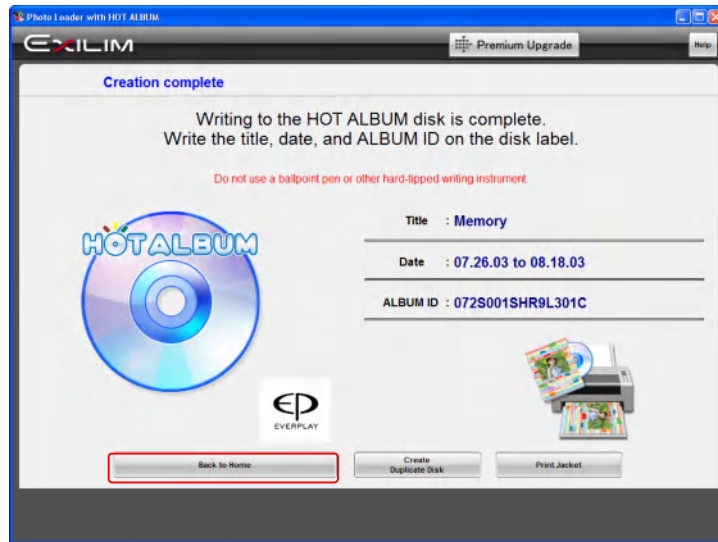 Photo Loader with HOT ALBUM
EXILIM
Premium Upgrade
Help
Creation complete
Writing to the HOT ALBUM disk is complete.
Write the title, date, and ALBUM ID on the disk label.
Do not use a ballpoint pen or other hard-tipped writing instrument.
HOTALBUM
Title : Memory
Date : 07.26.03 to 08.18.03
ALBUM ID : 072S001SHR9L301C
EP
EVERPLAY
Back to Home
Create
Duplicate Disk
Print Jacket